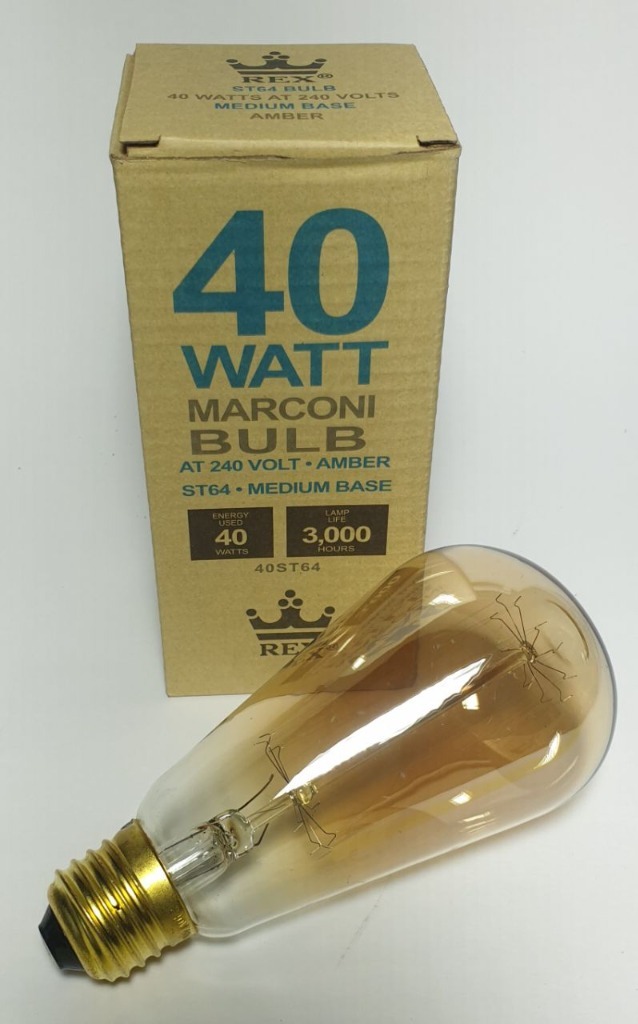 REX®
ST64 BULB
40 WATTS AT 240 VOLTS
MEDIUM BASE
AMBER
40
WATT
MARCONI
BULB
AT 240 VOLT • AMBER
ST64 • MEDIUM BASE
ENERGY
USED
40
WATTS
LAMP
LIFE
3,000
HOURS
40ST64
REX®